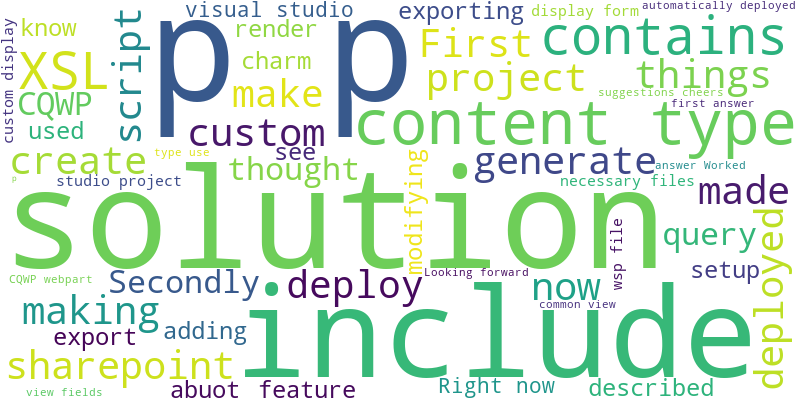 visual studio
exporting
display form
automatically deployed
know
render
script
p p
First
contains
custom display
XSL
charm
project
things
make
suggestions cheers
CQWP
first answer
used
custom
content type
see
create
type use
thought
generate
answer Worked
p
studio project
modifying
necessary files
made
solution
query
deployed
wsp file
setup
CQWP webpart
Secondly
deploy
Looking forward
now
making
include
common view
export
adding
sharepoint
view fields
abuot
feature
Right now
described